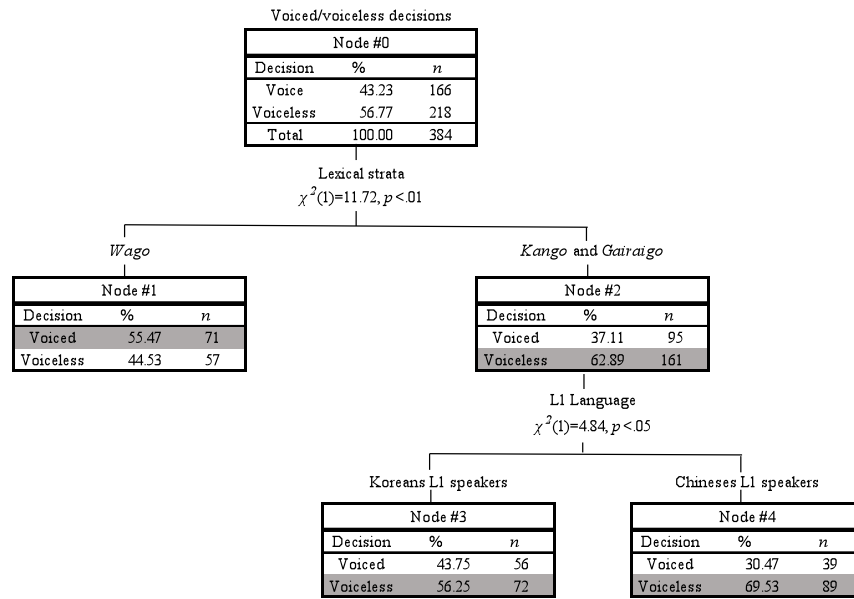 Voiced/voiceless decisions
Node #0
Decision % n
Voice 43.23 166
Voiceless 56.77 218
Total 100.00 384
Lexical strata
χ²(1)=11.72, p<.01
Wago
Kango and Gairaigo
Node #1
Decision % n
Voiced 55.47 71
Voiceless 44.53 57
Node #2
Decision % n
Voiced 37.11 95
Voiceless 62.89 161
L1 Language
χ²(1)=4.84, p<.05
Koreans L1 speakers
Chineses L1 speakers
Node #3
Decision % n
Voiced 43.75 56
Voiceless 56.25 72
Node #4
Decision % n
Voiced 30.47 39
Voiceless 69.53 89